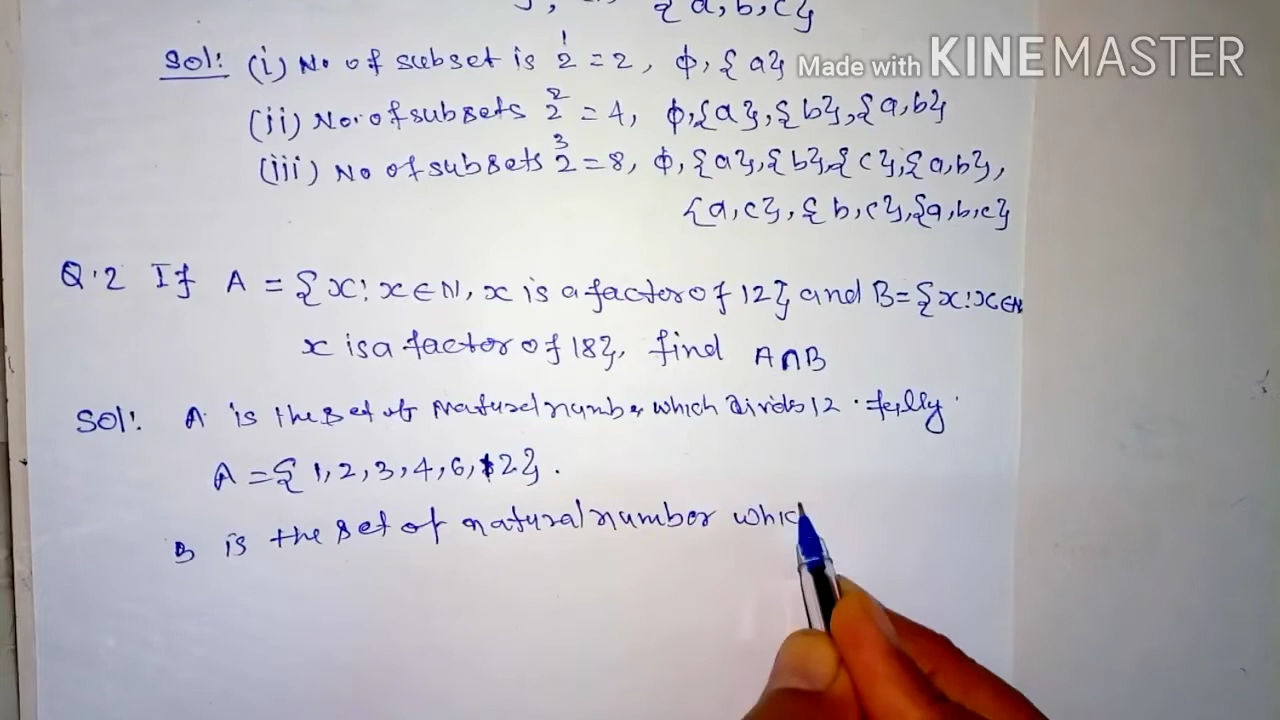 {a,b,c}
Sol: (i) No of subset is 2¹ = 2, ϕ, {a}
Made with KINEMASTER
(ii) No. of subsets 2² = 4, ϕ,{a},{b},{a,b}
(iii) No of subsets 2³ = 8, ϕ,{a},{b},{c},{a,b},
{a,c},{b,c},{a,b,c}
Q.2 If A = {x: x∈N, x is a factor of 12} and B={x:x∈N
x is a factor of 18}, find A∩B
Sol: A is the set of number which 12 fully
A = {1,2,3,4,6,12}.
B is the set of natural number whic